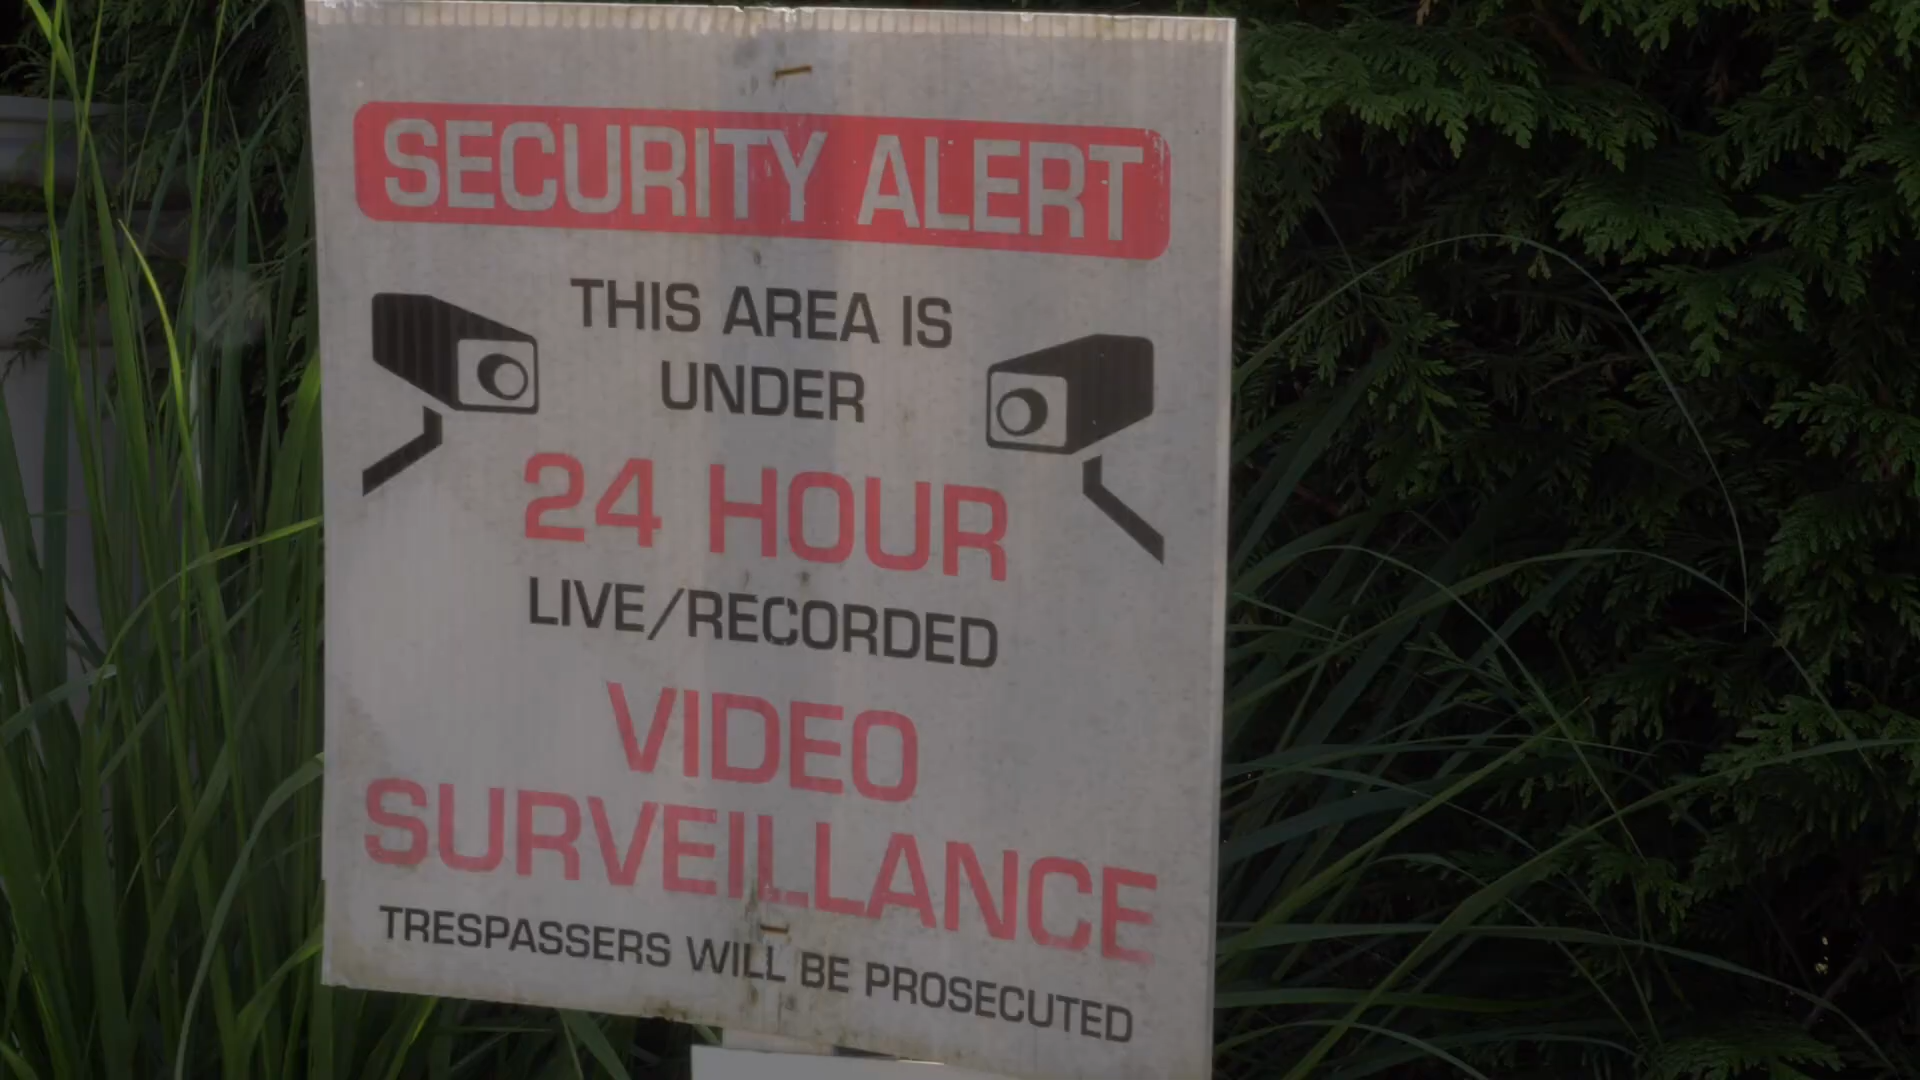 SECURITY ALERT
THIS AREA IS
UNDER
24 HOUR
LIVE/RECORDED
VIDEO
SURVEILLANCE
TRESPASSERS WILL BE PROSECUTED